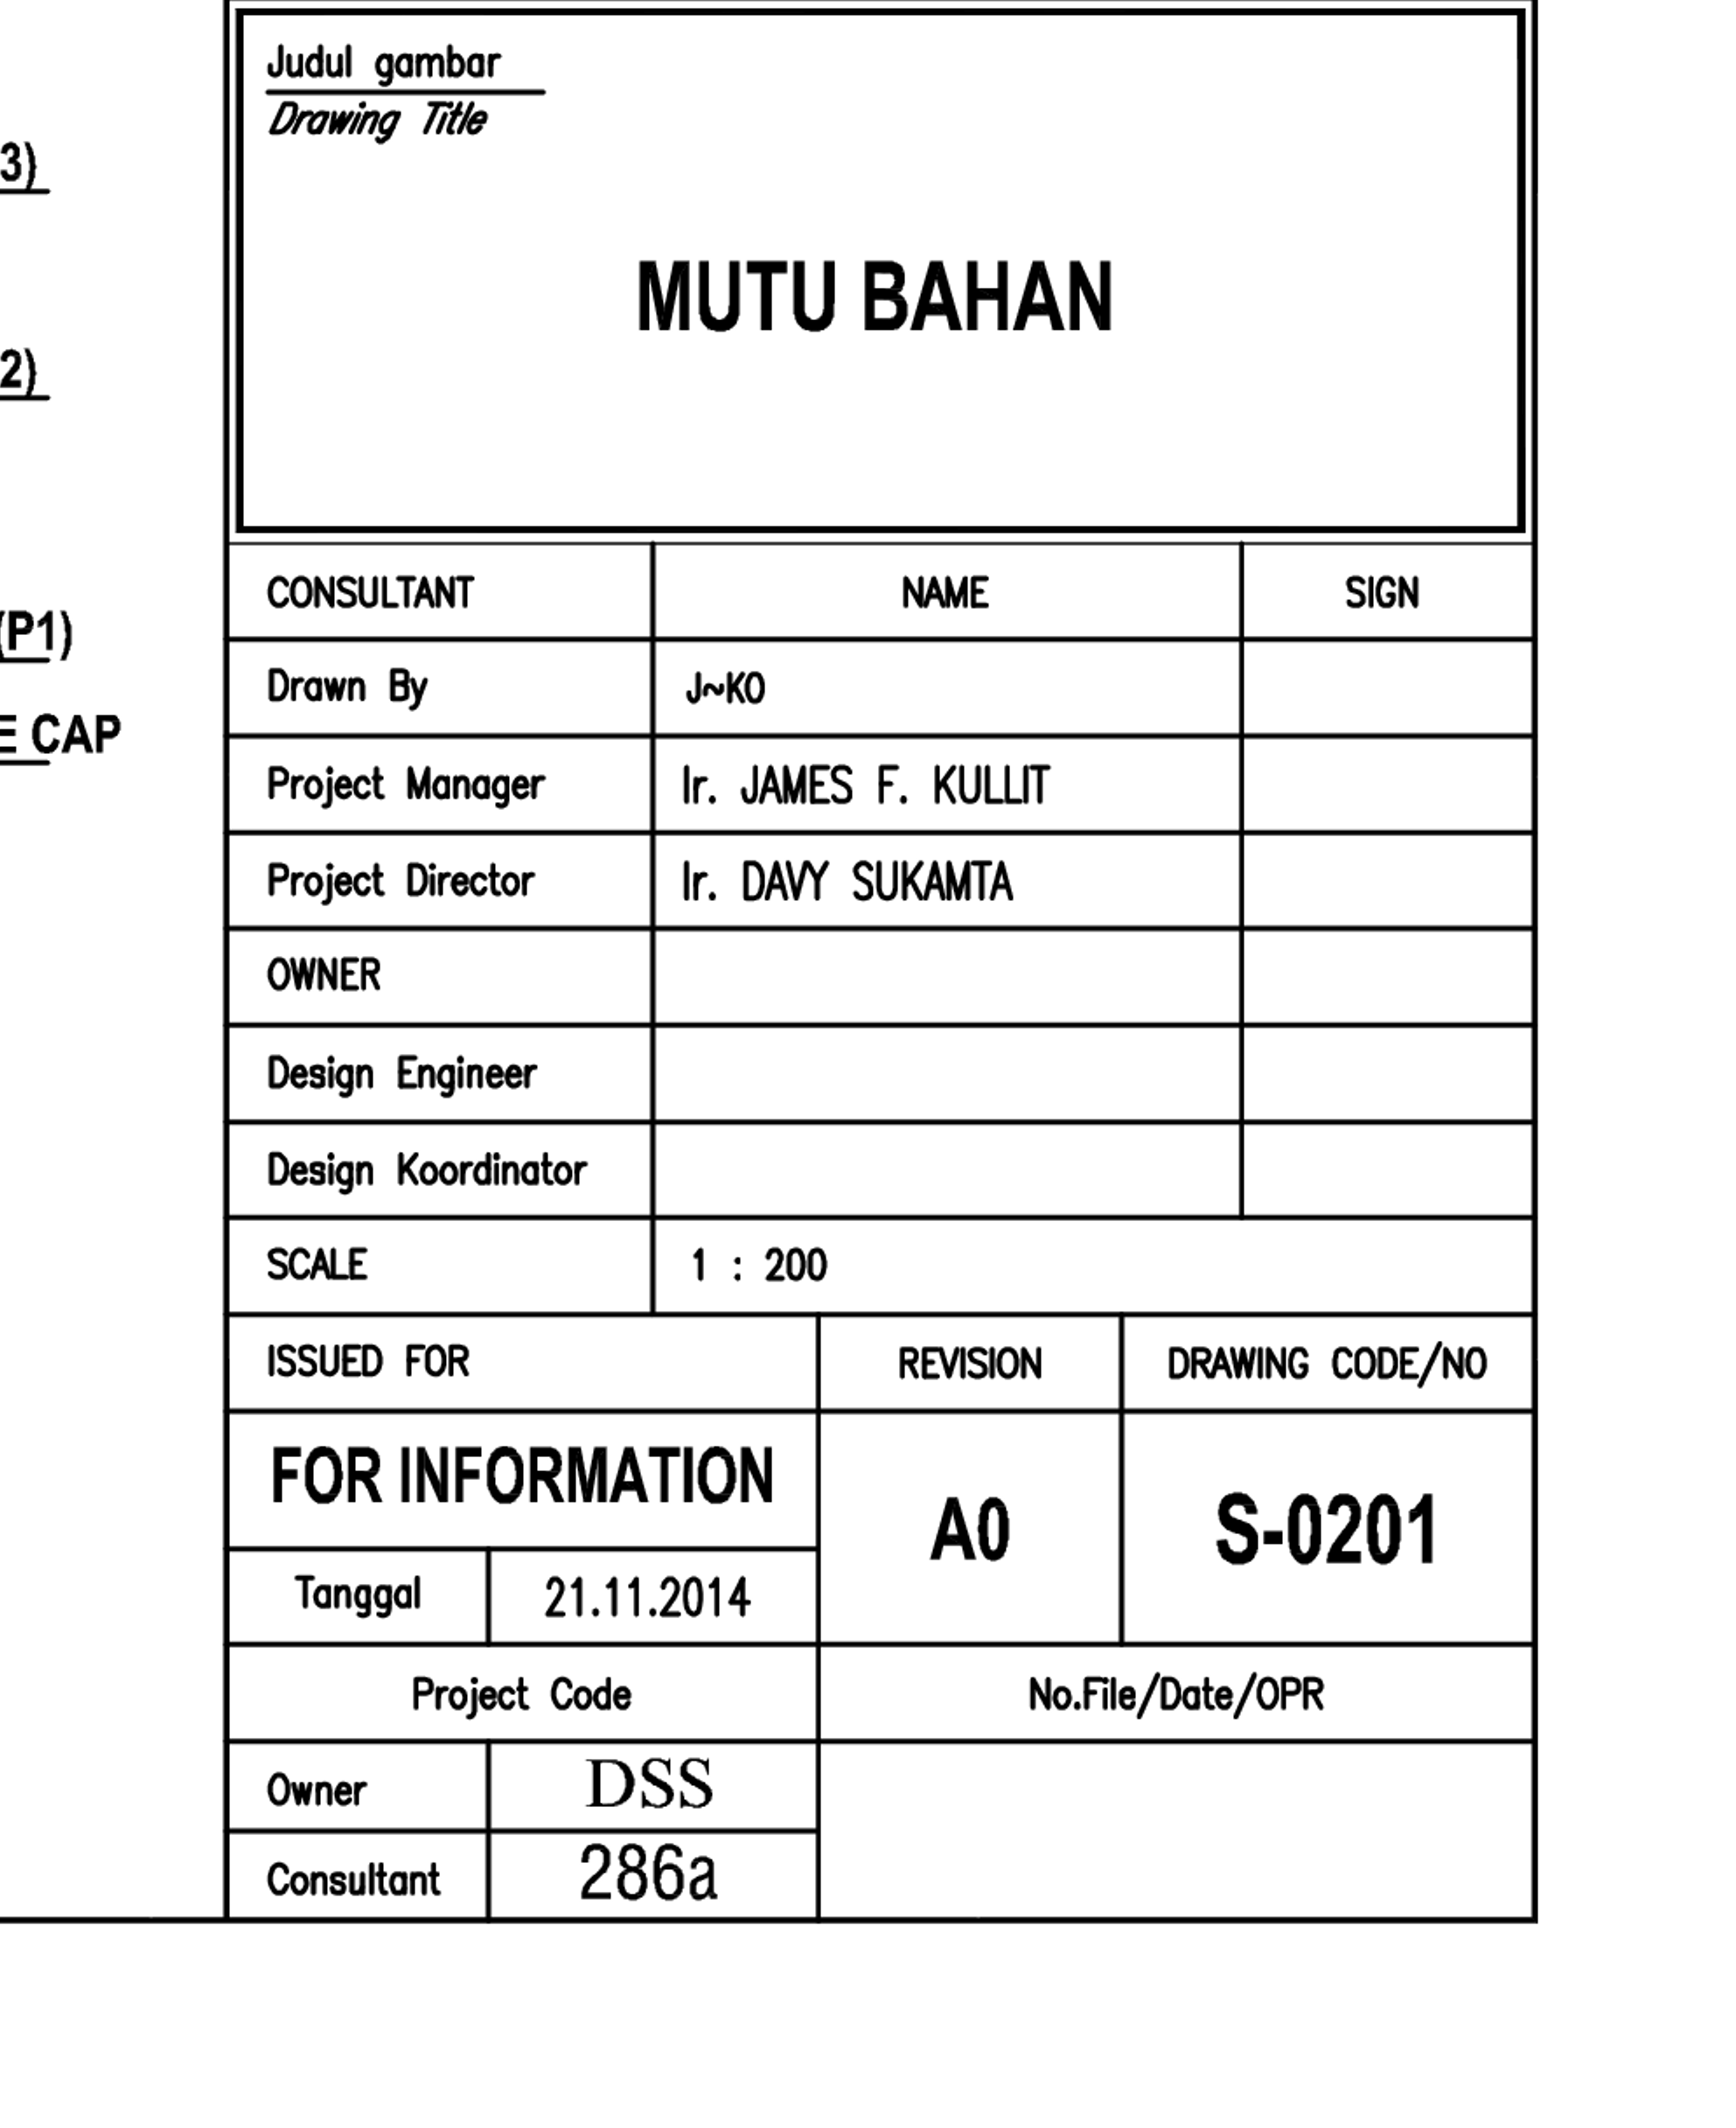 3)
2)
(P1)
E CAP
Judul gambar
Drawing Title
MUTU BAHAN
CONSULTANT NAME SIGN
Drawn By J~KO
Project Manager Ir. JAMES F. KULLIT
Project Director Ir. DAVY SUKAMTA
OWNER
Design Engineer
Design Koordinator
SCALE 1 : 200
ISSUED FOR REVISION DRAWING CODE/NO
FOR INFORMATION A0 S-0201
Tanggal 21.11.2014
Project Code No.File/Date/OPR
Owner DSS
Consultant 286a